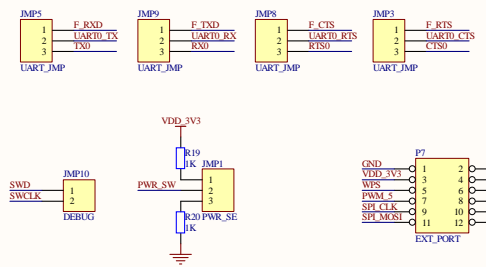 JMP5
F_RXD
1
UART0_TX
2
TX0
3
UART_JMP
JMP9
F_TXD
1
UART0_RX
2
RX0
3
UART_JMP
JMP8
F_CTS
1
UART0_RTS
2
RTS0
3
UART_JMP
JMP3
F_RTS
1
UART0_CTS
2
CTS0
3
UART_JMP
JMP10
SWD
1
SWCLK
2
DEBUG
VDD_3V3
R19
1K
JMP1
1
PWR_SW
2
3
R20
1K
PWR_SE
P7
GND 1 2
VDD_3V3 3 4
WPS 5 6
PWM_5 7 8
SPI_CLK 9 10
SPI_MOSI 11 12
EXT_PORT